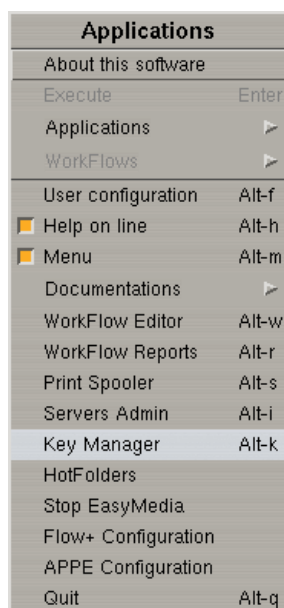 Applications
About this software
Execute Enter
Applications
WorkFlows
User configuration Alt-f
Help on line Alt-h
Menu Alt-m
Documentations
WorkFlow Editor Alt-w
WorkFlow Reports Alt-r
Print Spooler Alt-s
Servers Admin Alt-i
Key Manager Alt-k
HotFolders
Stop EasyMedia
Flow+ Configuration
APPE Configuration
Quit Alt-q